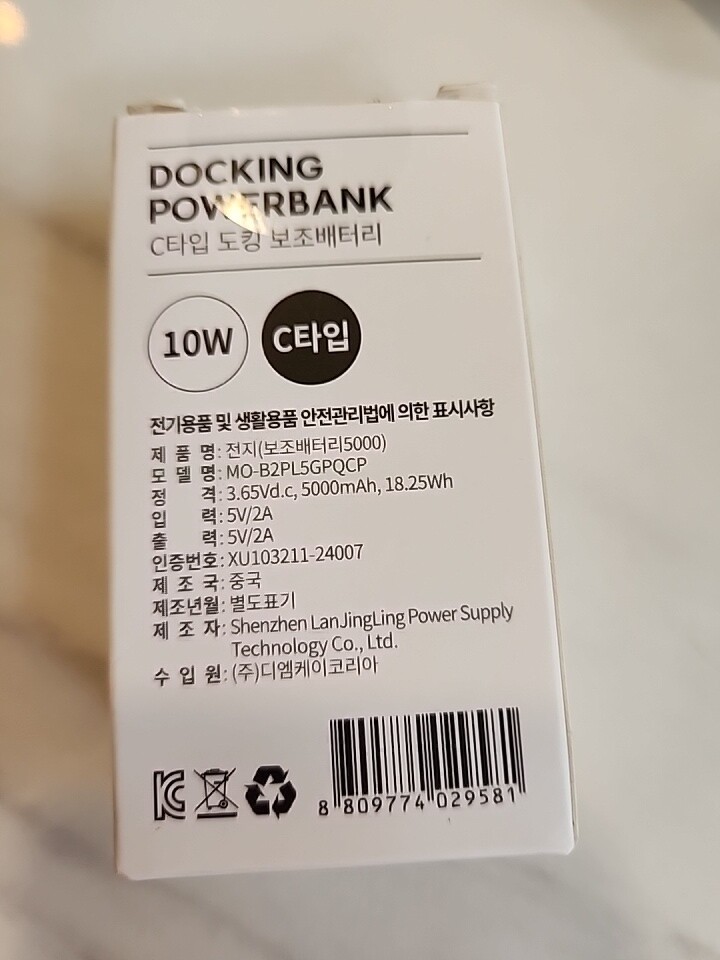 DOCKING
POWERBANK
C타입 도킹 보조배터리
10W
C타입
전기용품 및 생활용품 안전관리법에 의한 표시사항
제 품 명: 전지(보조배터리5000)
모 델 명: MO-B2PL5GPQCP
정 격: 3.65Vd.c, 5000mAh, 18.25Wh
입 력: 5V/2A
출 력: 5V/2A
인증번호: XU103211-24007
제 조 국: 중국
제조년월: 별도표기
제 조 자: Shenzhen LanJingLing Power Supply
Technology Co., Ltd.
수 입 원: (주)디엠케이코리아
8 809774 029581